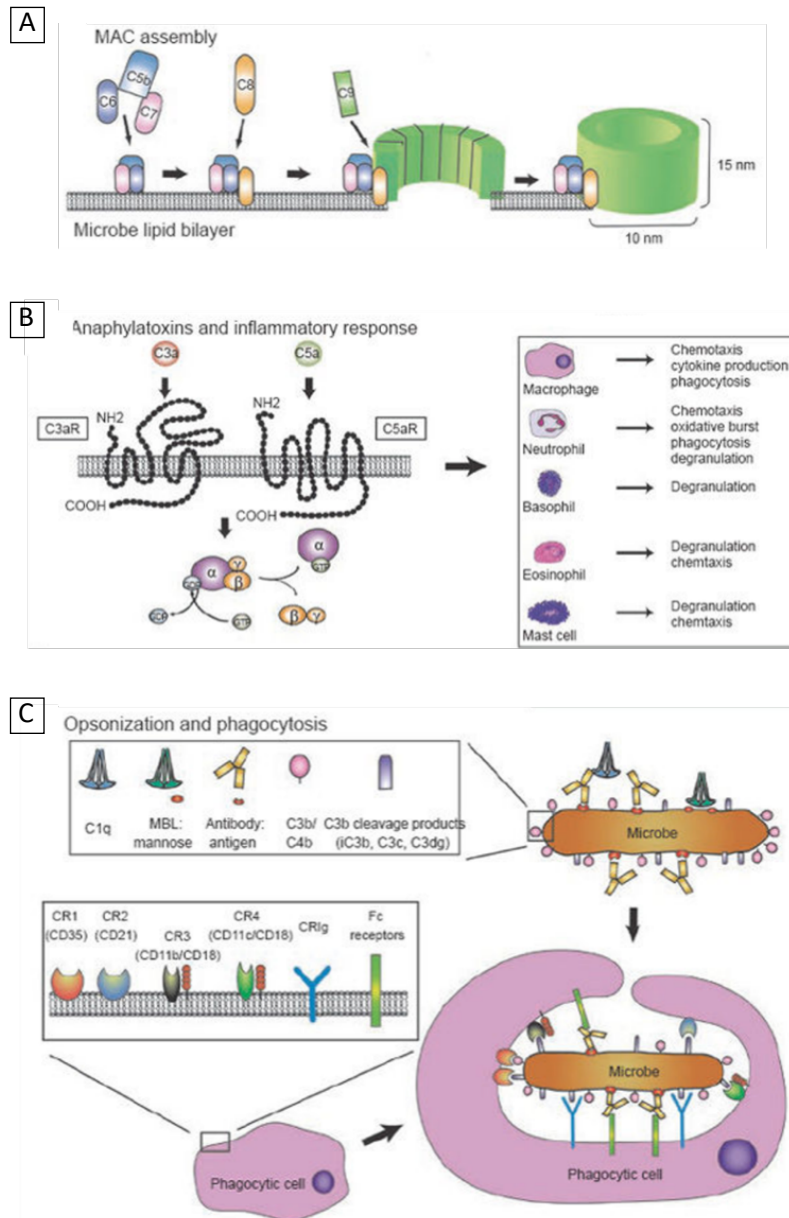 A
MAC assembly
C5b
C6
C7
C8
C9
15 nm
10 nm
Microbe lipid bilayer
B
Anaphylatoxins and inflammatory response
C3a
C5a
NH2
NH2
C3aR
C5aR
COOH
COOH
α
γ
β
α
GTP
GDP
GDP
GTP
β
γ
Macrophage
Chemotaxis
cytokine production
phagocytosis
Neutrophil
Chemotaxis
oxidative burst
phagocytosis
degranulation
Basophil
Degranulation
Eosinophil
Degranulation
chemtaxis
Mast cell
Degranulation
chemtaxis
C
Opsonization and phagocytosis
C1q
MBL:
mannose
Antibody:
antigen
C3b/
C4b
C3b cleavage products
(iC3b, C3c, C3dg)
Microbe
CR1
(CD35)
CR2
(CD21)
CR3
(CD11b/CD18)
CR4
(CD11c/CD18)
CRIg
Fc
receptors
Microbe
Phagocytic cell
Phagocytic cell